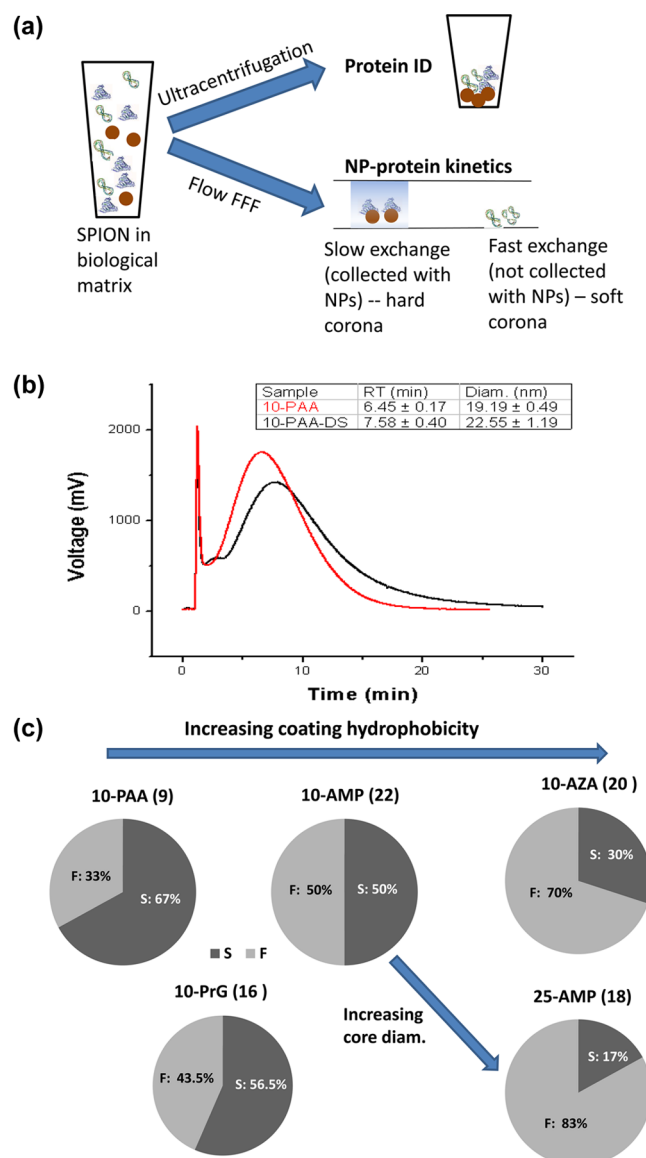 (a)
Ultracentrifugation
Protein ID
Flow FFF
NP-protein kinetics
SPION in
biological
matrix
Slow exchange
(collected with
NPs) -- hard
corona
Fast exchange
(not collected
with NPs) – soft
corona
(b)
Sample RT (min) Diam. (nm)
10-PAA 6.45 ± 0.17 19.19 ± 0.49
10-PAA-DS 7.58 ± 0.40 22.55 ± 1.19
Voltage (mV)
2000
1000
0
0 10 20 30
Time (min)
(c)
Increasing coating hydrophobicity
10-PAA (9)
F: 33%
S: 67%
10-AMP (22)
F: 50%
S: 50%
10-AZA (20 )
S: 30%
F: 70%
S F
10-PrG (16 )
F: 43.5%
S: 56.5%
Increasing
core diam.
25-AMP (18)
S: 17%
F: 83%